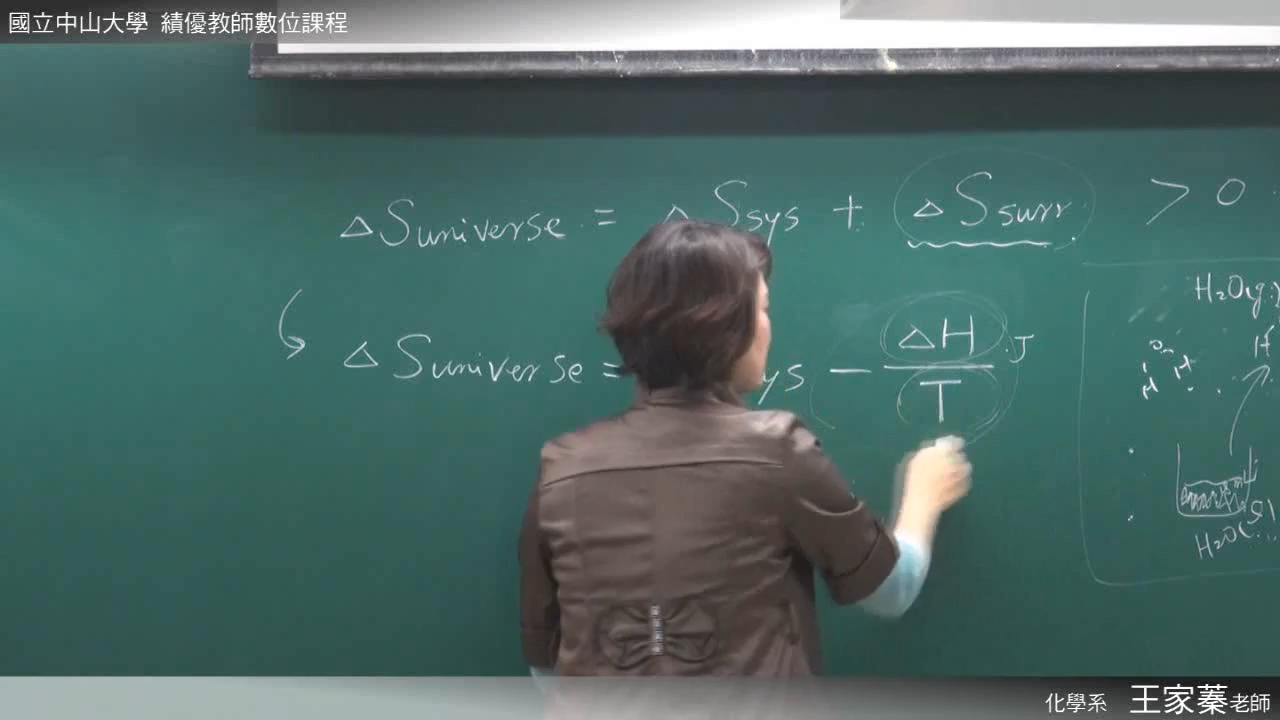 國立中山大學 績優教師數位課程
ΔSuniverse = ΔSsys + ΔSsurr > 0
ΔSuniverse = ys − ΔH/T J
H2O(g)
H
O
H H
H2O(
化學系 王家蓁老師